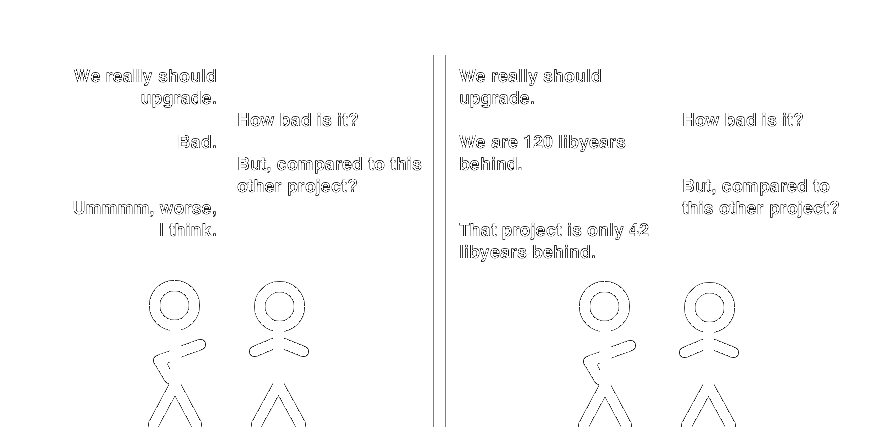 We really should
upgrade.
How bad is it?
Bad.
But, compared to this
other project?
Ummmm, worse,
I think.
We really should
upgrade.
How bad is it?
We are 120 libyears
behind.
But, compared to
this other project?
That project is only 42
libyears behind.